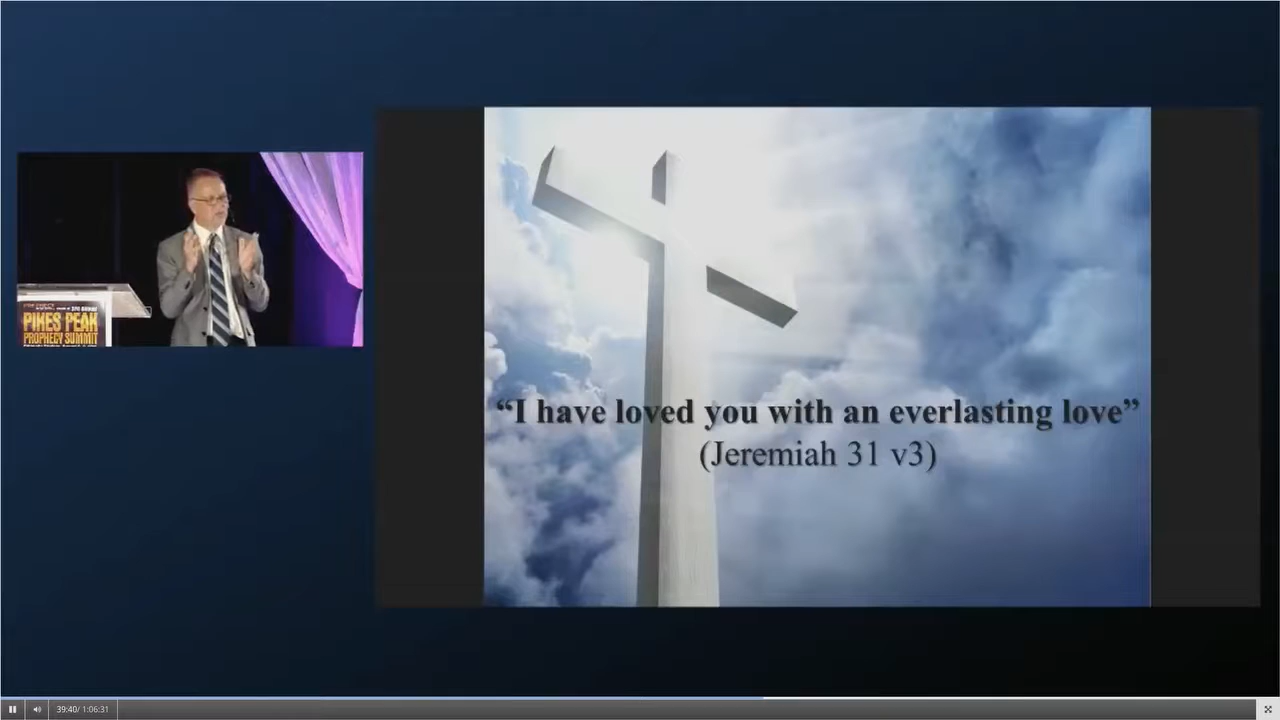 PIKES PEAK
PROPHECY SUMMIT
“I have loved you with an everlasting love”
(Jeremiah 31 v3)
39:40/ 1:06:31